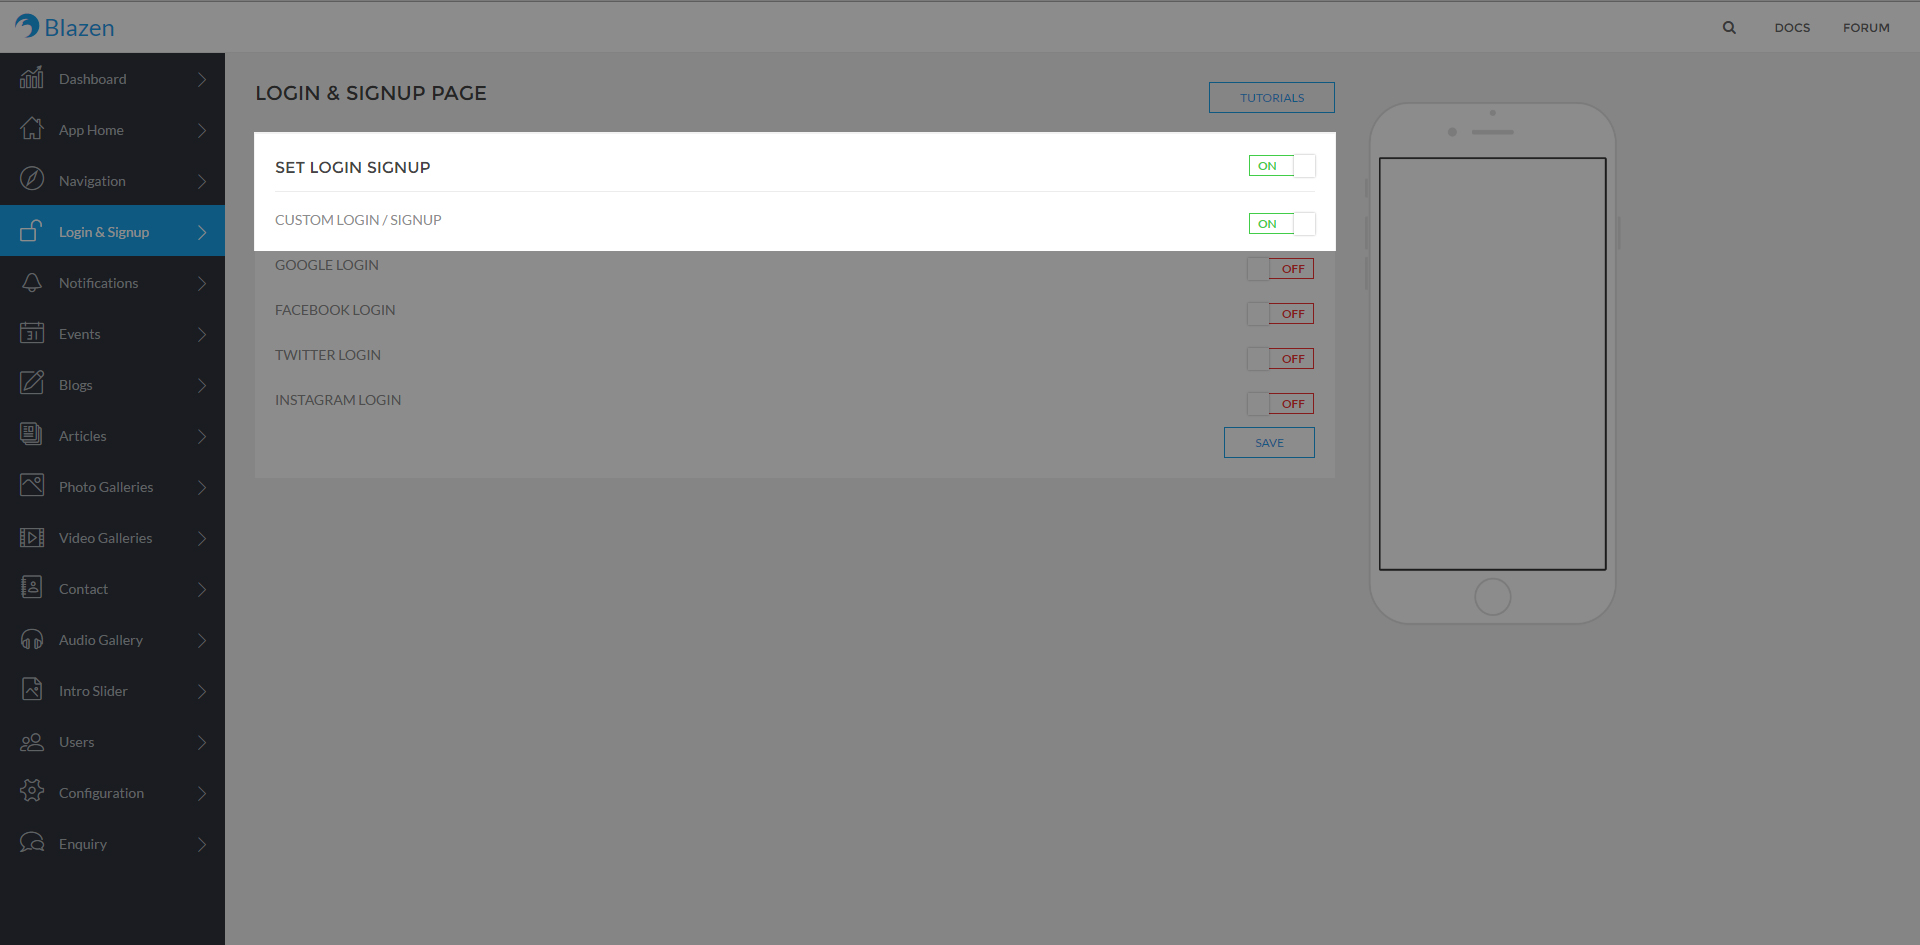 Blazen
DOCS
FORUM
Dashboard
App Home
Navigation
Login & Signup
Notifications
Events
31
Blogs
Articles
Photo Galleries
Video Galleries
Contact
Audio Gallery
Intro Slider
Users
Configuration
Enquiry
LOGIN & SIGNUP PAGE
TUTORIALS
SET LOGIN SIGNUP
ON
CUSTOM LOGIN / SIGNUP
ON
GOOGLE LOGIN
OFF
FACEBOOK LOGIN
OFF
TWITTER LOGIN
OFF
INSTAGRAM LOGIN
OFF
SAVE